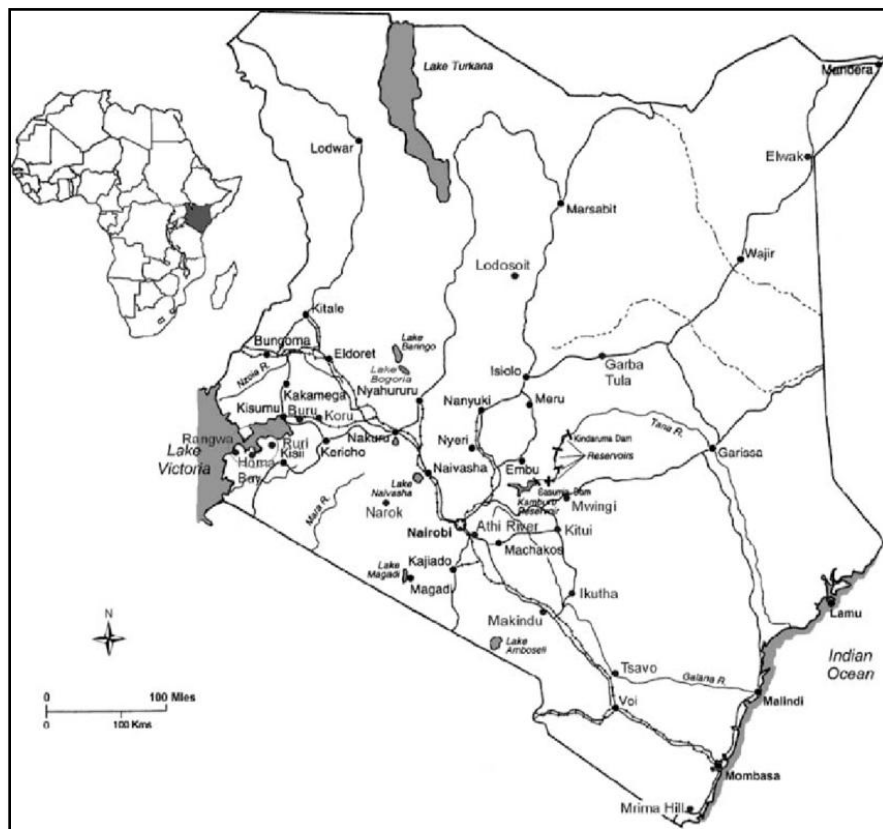 Lake Turkana
Mandera
Lodwar
Elwak
Marsabit
Wajir
Lodosoit
Kitale
Bungoma
Eldoret
Lake
Baringo
Lake
Bogoria
Nzoia R.
Isiolo
Garba
Tula
Kakamega
Nyahururu
Nanyuki
Meru
Kisumu
Buru
Koru
Kindaruma Dam
Tana R.
Rangwa
Ruri
Nakuru
Nyeri
Reservoirs
Garissa
Lake
Victoria
Homa
Bay
Kisii
Kericho
Naivasha
Embu
Lake
Naivasha
Kamburu
Reservoir
Mwingi
Mara R.
Narok
Nairobi
Athi River
Kitui
Machakos
Lake
Magadi
Kajiado
Magadi
Ikutha
Lamu
N
Makindu
Lake
Amboseli
Indian
Ocean
Tsavo
Galana R.
0 100 Miles
0 100 Kms
Voi
Malindi
Mombasa
Mrima Hill